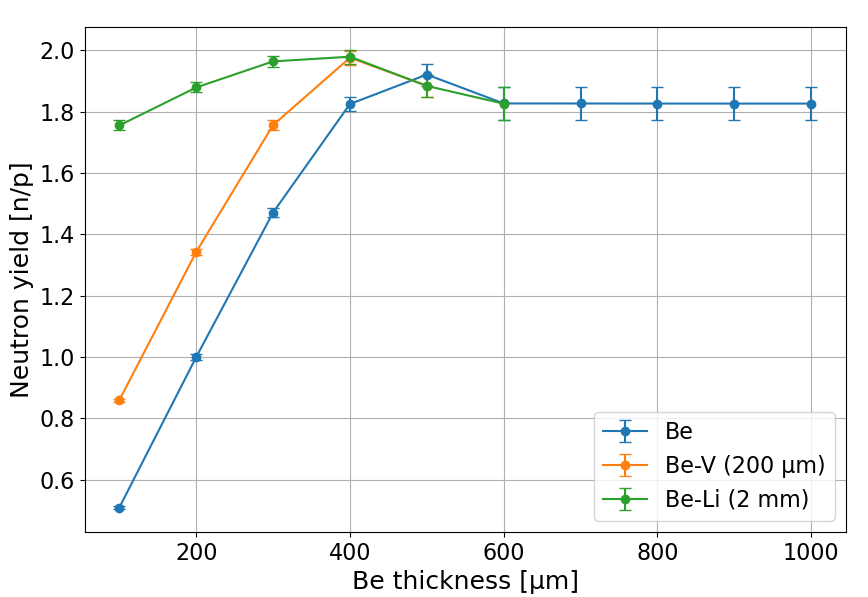 Neutron yield [n/p]
2.0
1.8
1.6
1.4
1.2
1.0
0.8
0.6
Be
Be-V (200 μm)
Be-Li (2 mm)
200 400 600 800 1000
Be thickness [μm]